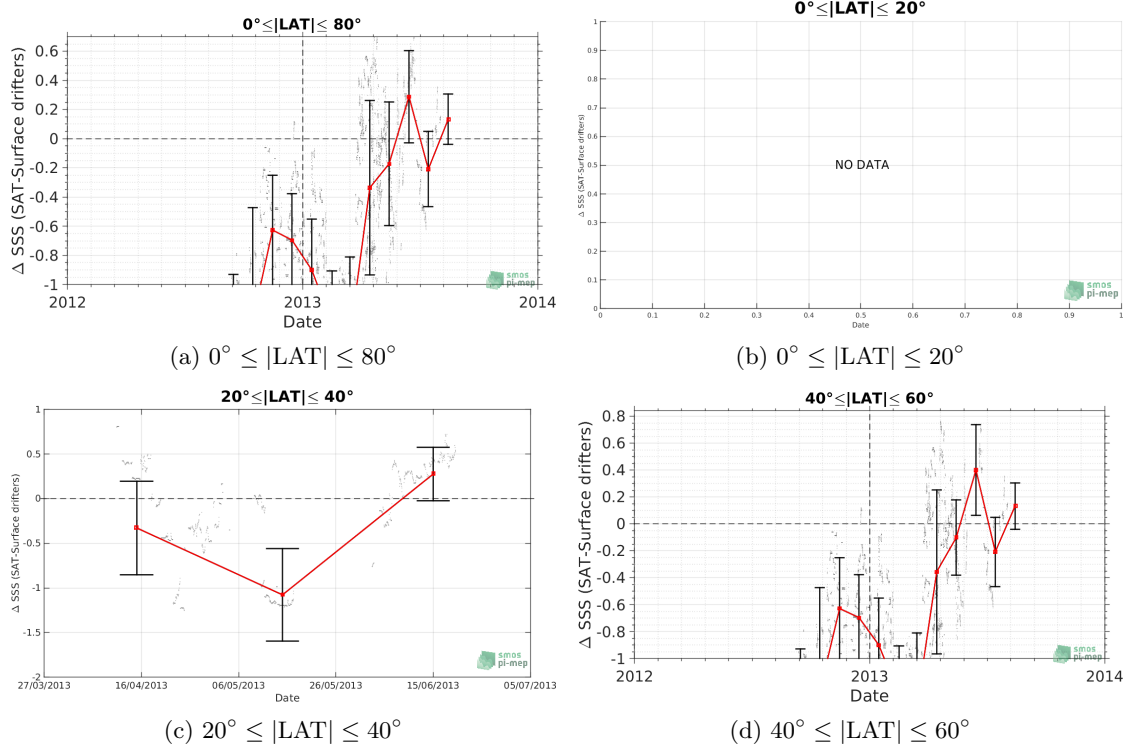 0°≤|LAT|≤ 80°
Δ SSS (SAT-Surface drifters)
0.6
0.4
0.2
0
-0.2
-0.4
-0.6
-0.8
-1
2012
2013
2014
Date
smos
pi-mep
(a) 0° ≤ |LAT| ≤ 80°
0°≤|LAT|≤ 20°
Δ SSS (SAT-Surface drifters)
1
0.9
0.8
0.7
0.6
0.5
0.4
0.3
0.2
0.1
0
NO DATA
0
0.1
0.2
0.3
0.4
0.5
0.6
0.7
0.8
0.9
1
Date
smos
pi-mep
(b) 0° ≤ |LAT| ≤ 20°
20°≤|LAT|≤ 40°
Δ SSS (SAT-Surface drifters)
1
0.5
0
-0.5
-1
-1.5
-2
27/03/2013
16/04/2013
06/05/2013
26/05/2013
15/06/2013
05/07/2013
Date
smos
pi-mep
(c) 20° ≤ |LAT| ≤ 40°
40°≤|LAT|≤ 60°
Δ SSS (SAT-Surface drifters)
0.8
0.6
0.4
0.2
0
-0.2
-0.4
-0.6
-0.8
-1
2012
2013
2014
Date
smos
pi-mep
(d) 40° ≤ |LAT| ≤ 60°